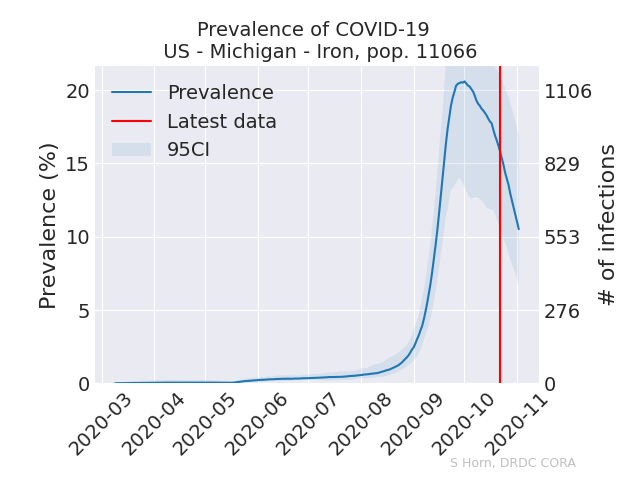 Prevalence of COVID-19
US - Michigan - Iron, pop. 11066
Prevalence
Latest data
95CI
Prevalence (%)
20
15
10
5
0
# of infections
1106
829
553
276
0
2020-03
2020-04
2020-05
2020-06
2020-07
2020-08
2020-09
2020-10
2020-11
S Horn, DRDC CORA